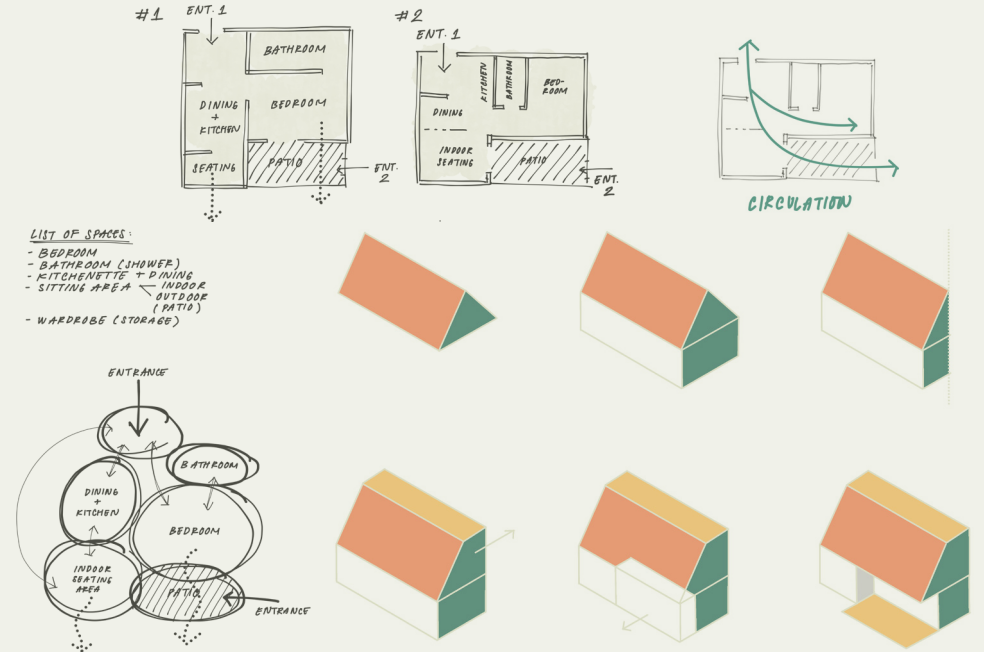 #1
ENT. 1
BATHROOM
DINING
+
KITCHEN
BEDROOM
SEATING
PATIO
ENT.
2
#2
ENT. 1
KITCHEN
BATHROOM
BED-
ROOM
DINING
INDOOR
SEATING
PATIO
ENT.
2
CIRCULATION
LIST OF SPACES:
- BEDROOM
- BATHROOM (SHOWER)
- KITCHENETTE + DINING
- SITTING AREA INDOOR
OUTDOOR
(PATIO)
- WARDROBE (STORAGE)
ENTRANCE
BATHROOM
DINING
+
KITCHEN
BEDROOM
INDOOR
SEATING
AREA
PATIO
ENTRANCE